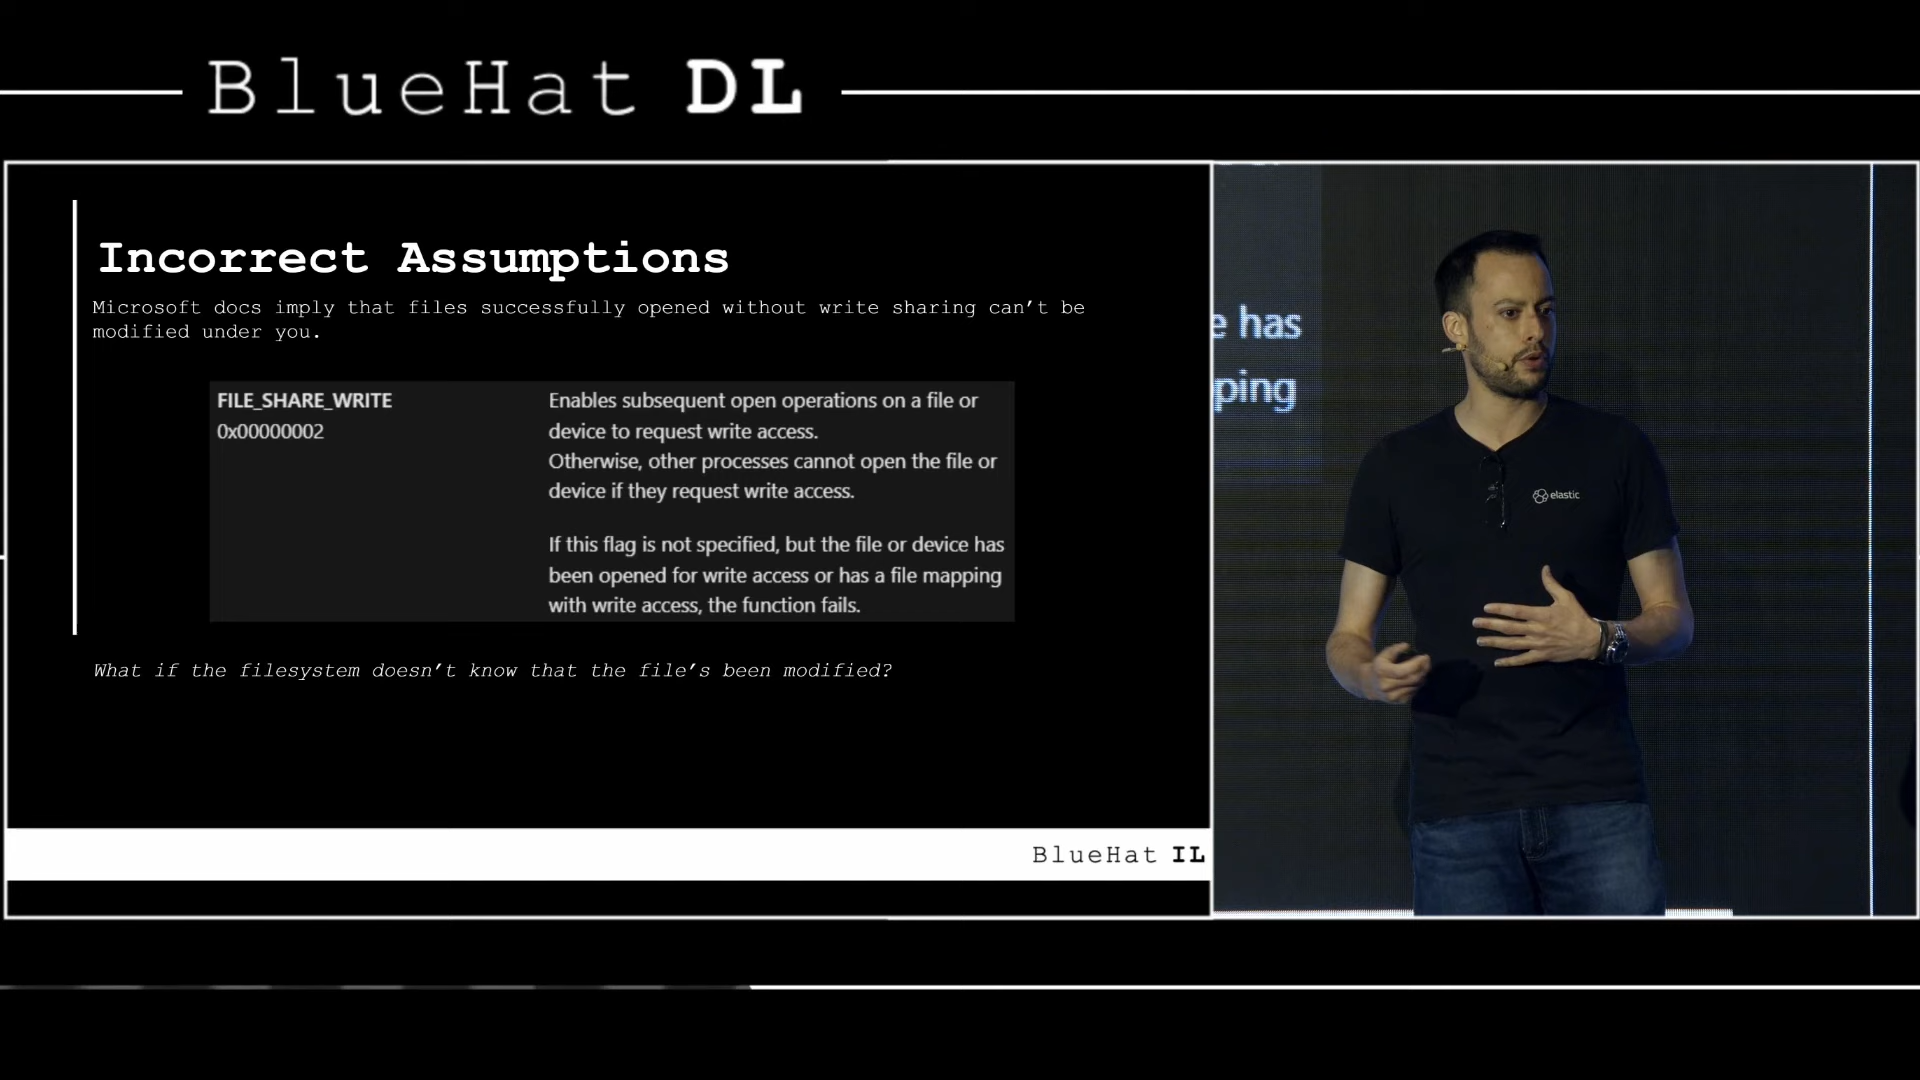 BlueHat DL
Incorrect Assumptions
Microsoft docs imply that files successfully opened without write sharing can't be
modified under you.
FILE_SHARE_WRITE
0x00000002
Enables subsequent open operations on a file or
device to request write access.
Otherwise, other processes cannot open the file or
device if they request write access.
If this flag is not specified, but the file or device has
been opened for write access or has a file mapping
with write access, the function fails.
What if the filesystem doesn't know that the file's been modified?
BlueHat IL
e has
ping
elastic